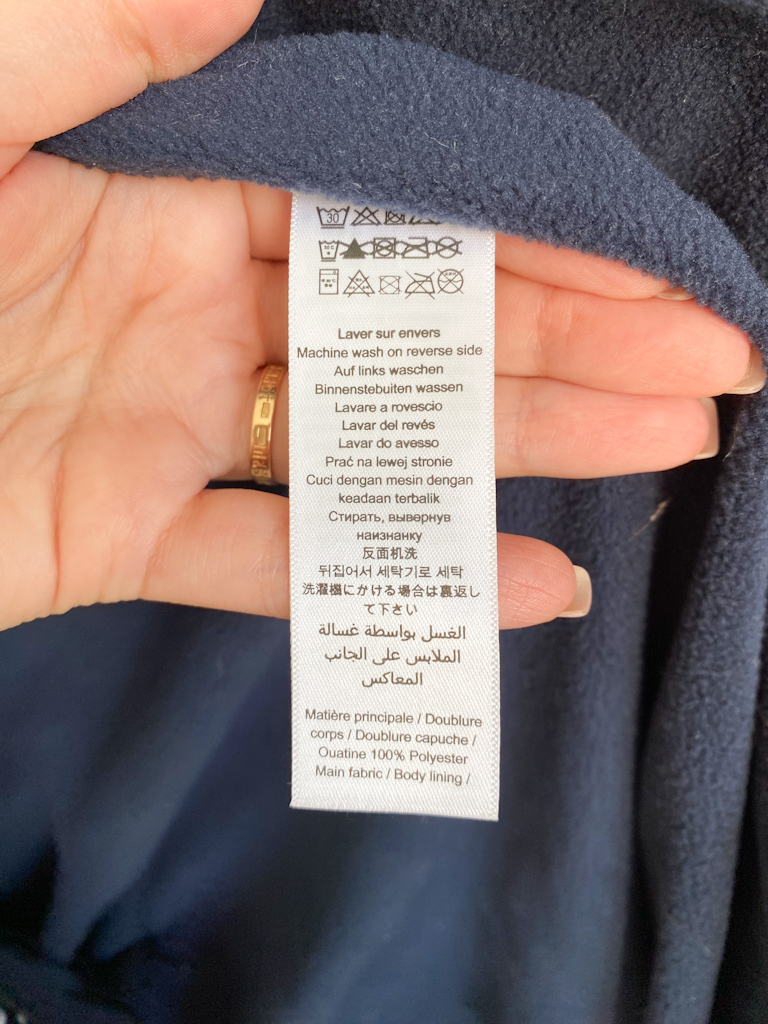 30
30 C
Laver sur envers
Machine wash on reverse side
Auf links waschen
Binnenstebuiten wassen
Lavare a rovescio
Lavar del revés
Lavar do avesso
Prać na lewej stronie
Cuci dengan mesin dengan
keadaan terbalik
Стирать, вывернув
наизнанку
反面机洗
뒤집어서 세탁기로 세탁
洗濯機にかける場合は裏返し
て下さい
الغسل بواسطة غسالة
الملابس على الجانب
المعاكس
Matière principale / Doublure
corps / Doublure capuche /
Ouatine 100% Polyester
Main fabric / Body lining /